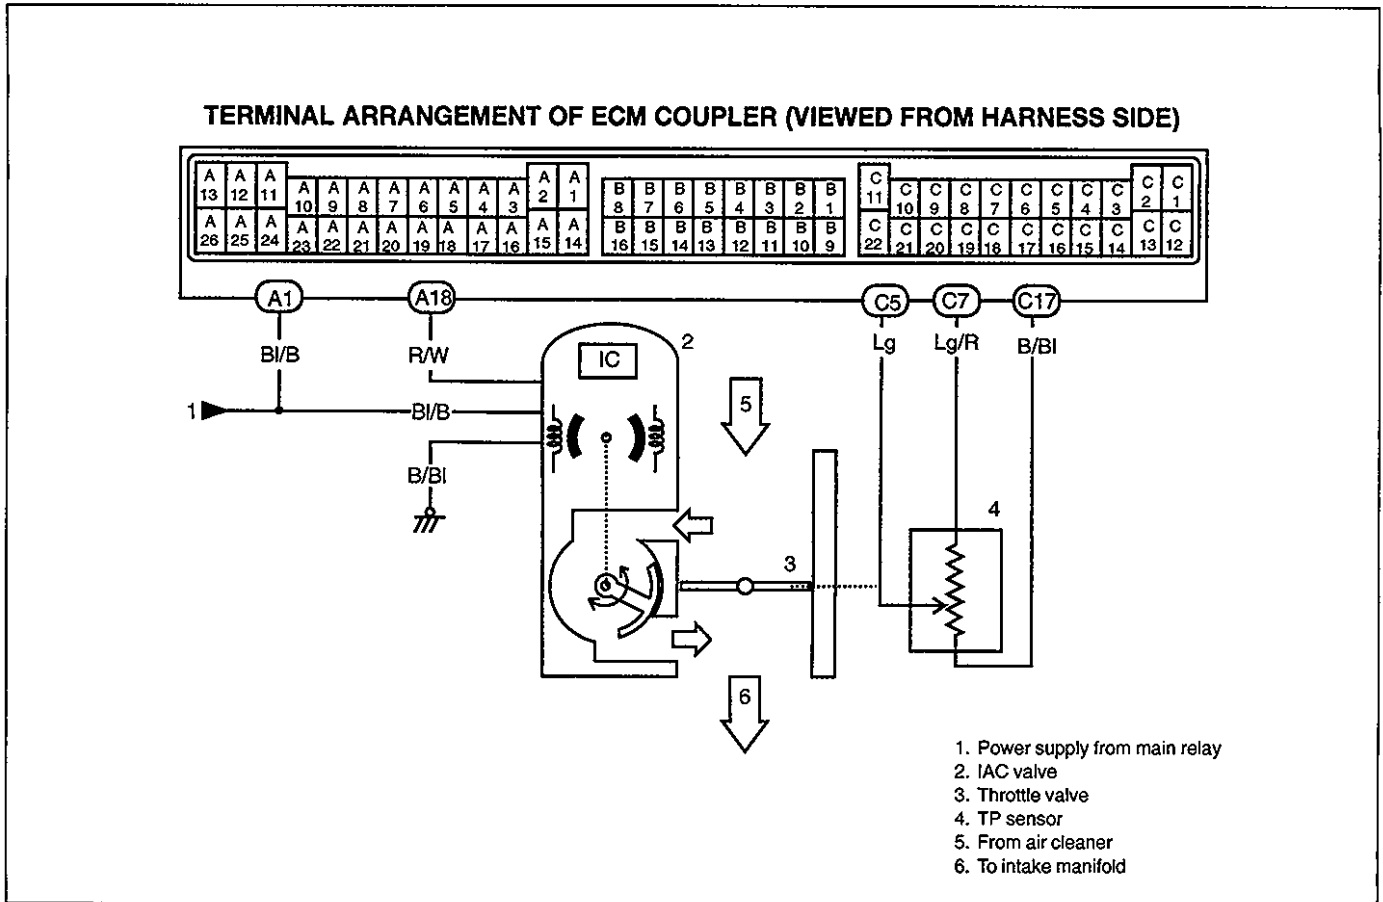 TERMINAL ARRANGEMENT OF ECM COUPLER (VIEWED FROM HARNESS SIDE)
A 13 A 12 A 11 A 10 A 9 A 8 A 7 A 6 A 5 A 4 A 3 A 2 A 1
A 26 A 25 A 24 A 23 A 22 A 21 A 20 A 19 A 18 A 17 A 16 A 15 A 14
B 8 B 7 B 6 B 5 B 4 B 3 B 2 B 1
B 16 B 15 B 14 B 13 B 12 B 11 B 10 B 9
C 11 C 10 C 9 C 8 C 7 C 6 C 5 C 4 C 3 C 2 C 1
C 22 C 21 C 20 C 19 C 18 C 17 C 16 C 15 C 14 C 13 C 12
A1 A18 C5 C7 C17
Bl/B R/W IC 2 Lg Lg/R B/Bl
1 Bl/B 5
B/Bl
4
3
6
1. Power supply from main relay
2. IAC valve
3. Throttle valve
4. TP sensor
5. From air cleaner
6. To intake manifold